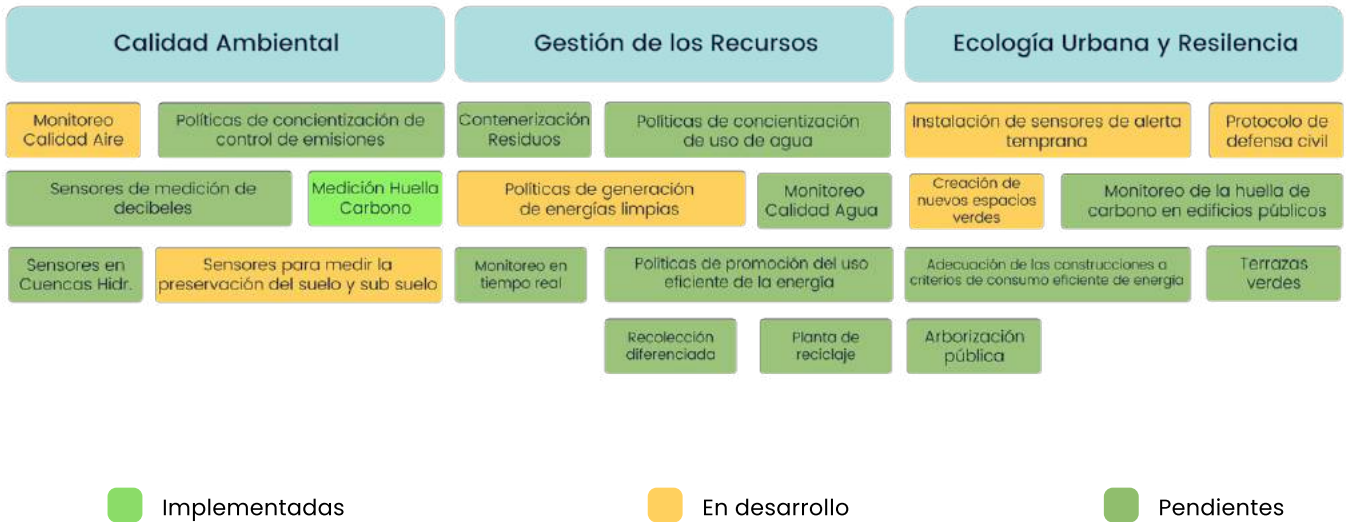 Calidad Ambiental
Gestión de los Recursos
Ecología Urbana y Resilencia
Monitoreo
Calidad Aire
Políticas de concientización de
control de emisiones
Contenerización
Residuos
Políticas de concientización
de uso de agua
Instalación de sensores de alerta
temprana
Protocolo de
defensa civil
Sensores de medición de
decibeles
Medición Huella
Carbono
Políticas de generación
de energías limpias
Monitoreo
Calidad Agua
Creación de
nuevos espacios
verdes
Monitoreo de la huella de
carbono en edificios públicos
Sensores en
Cuencas Hidr.
Sensores para medir la
preservación del suelo y sub suelo
Monitoreo en
tiempo real
Políticas de promoción del uso
eficiente de la energía
Adecuación de las construcciones a
criterios de consumo eficiente de energía
Terrazas
verdes
Recolección
diferenciada
Planta de
reciclaje
Arborización
pública
Implementadas
En desarrollo
Pendientes